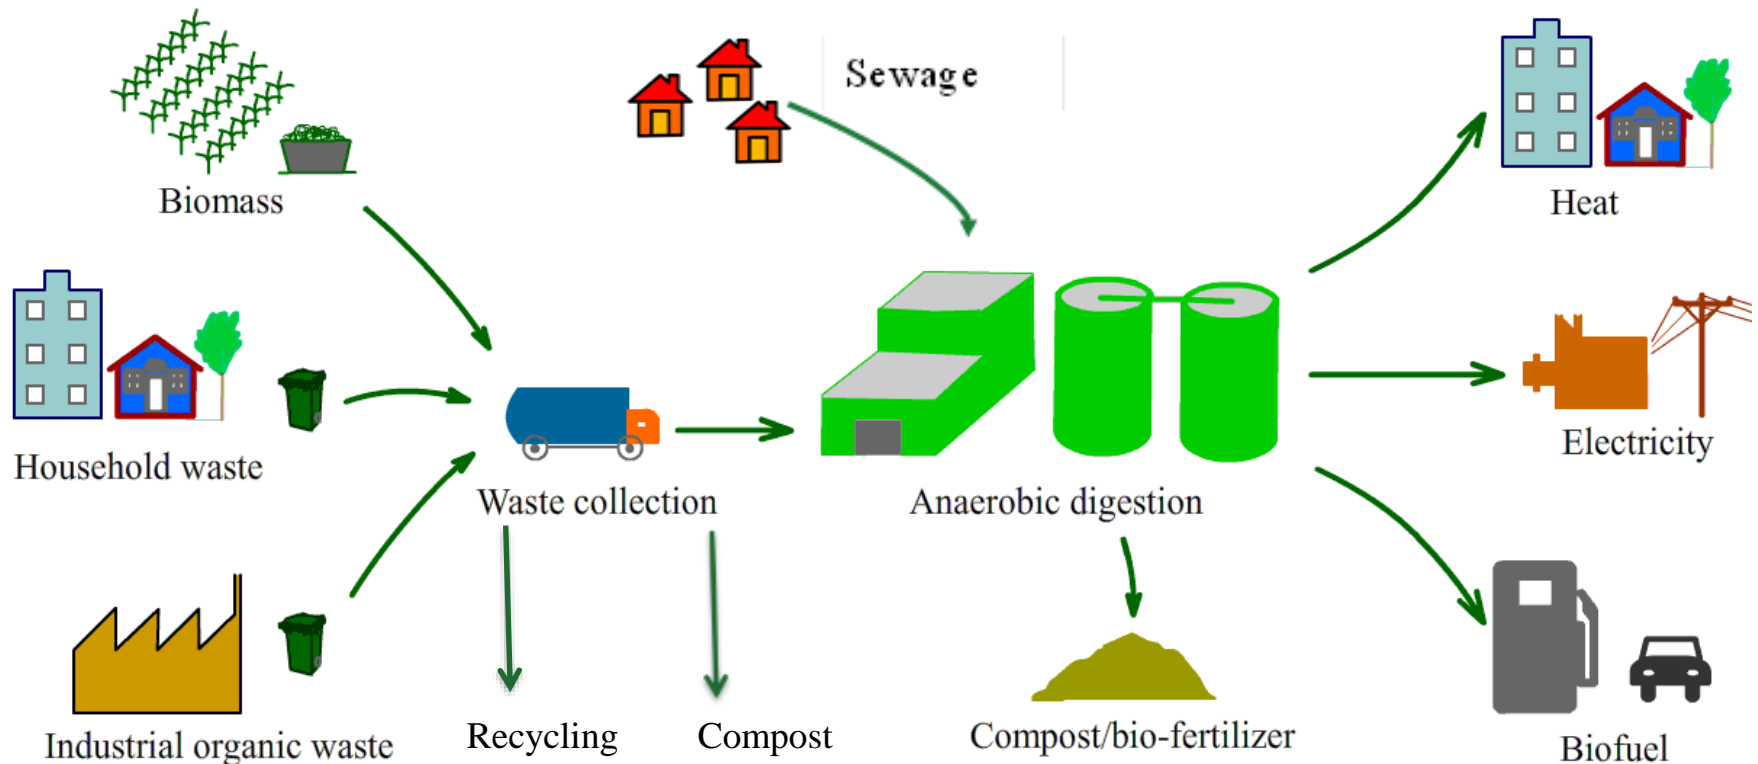 Sewage
Biomass
Heat
Household waste
Electricity
Waste collection
Anaerobic digestion
Industrial organic waste
Recycling
Compost
Compost/bio-fertilizer
Biofuel